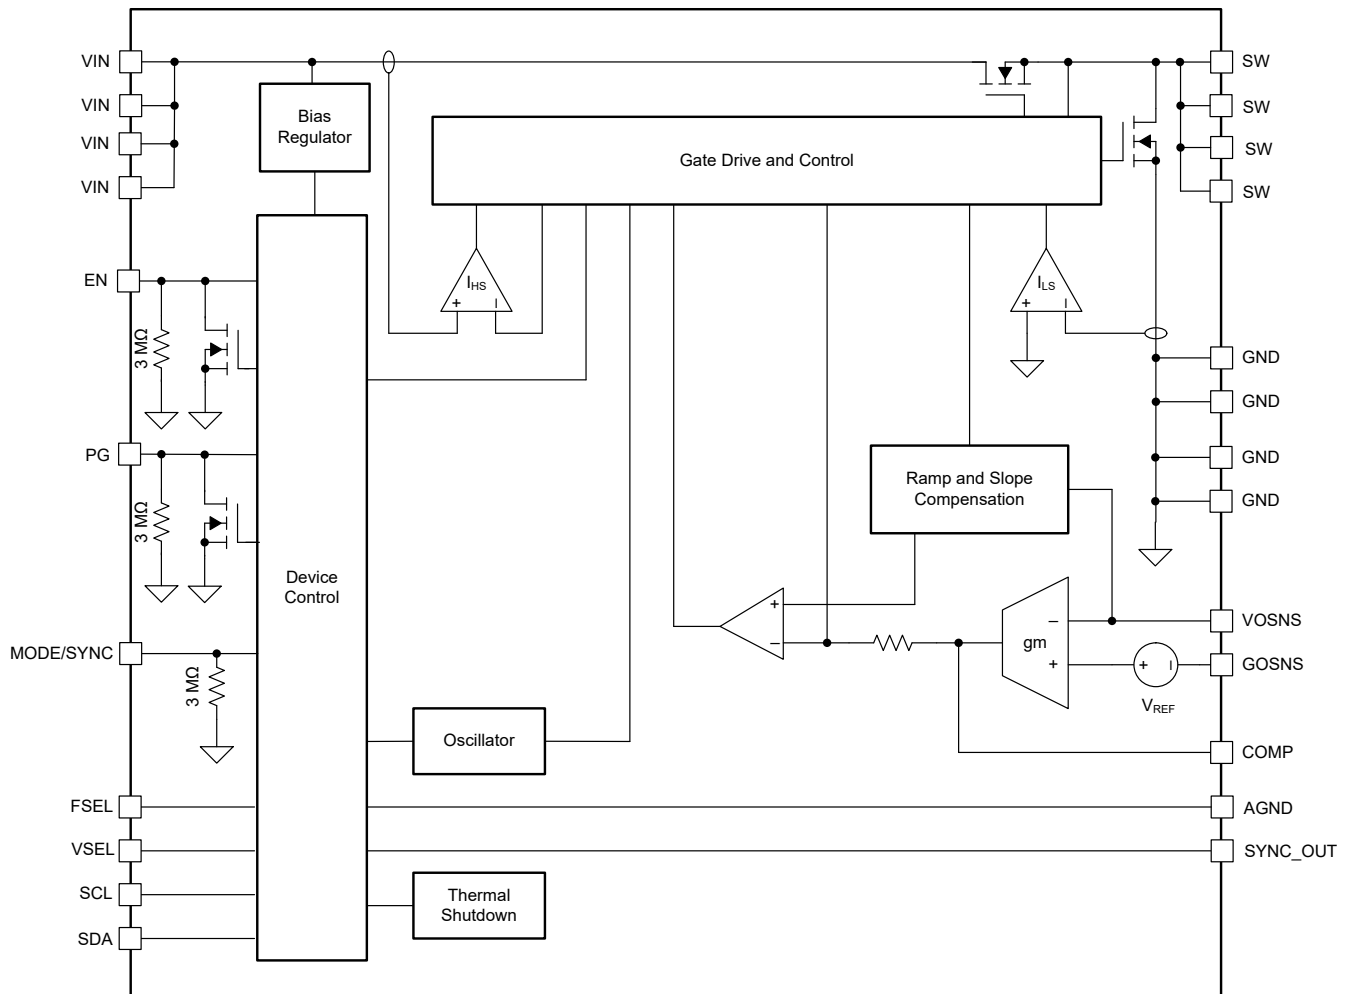 VIN
SW
VIN
SW
Bias
Regulator
VIN
SW
Gate Drive and Control
VIN
SW
EN
IHS
+
−
ILS
+
−
3 MΩ
GND
GND
PG
GND
Ramp and Slope
Compensation
GND
3 MΩ
Device
Control
+
−
gm
−
+
VOSNS
MODE/SYNC
+
−
GOSNS
VREF
3 MΩ
Oscillator
COMP
FSEL
AGND
VSEL
SYNC_OUT
SCL
Thermal
Shutdown
SDA